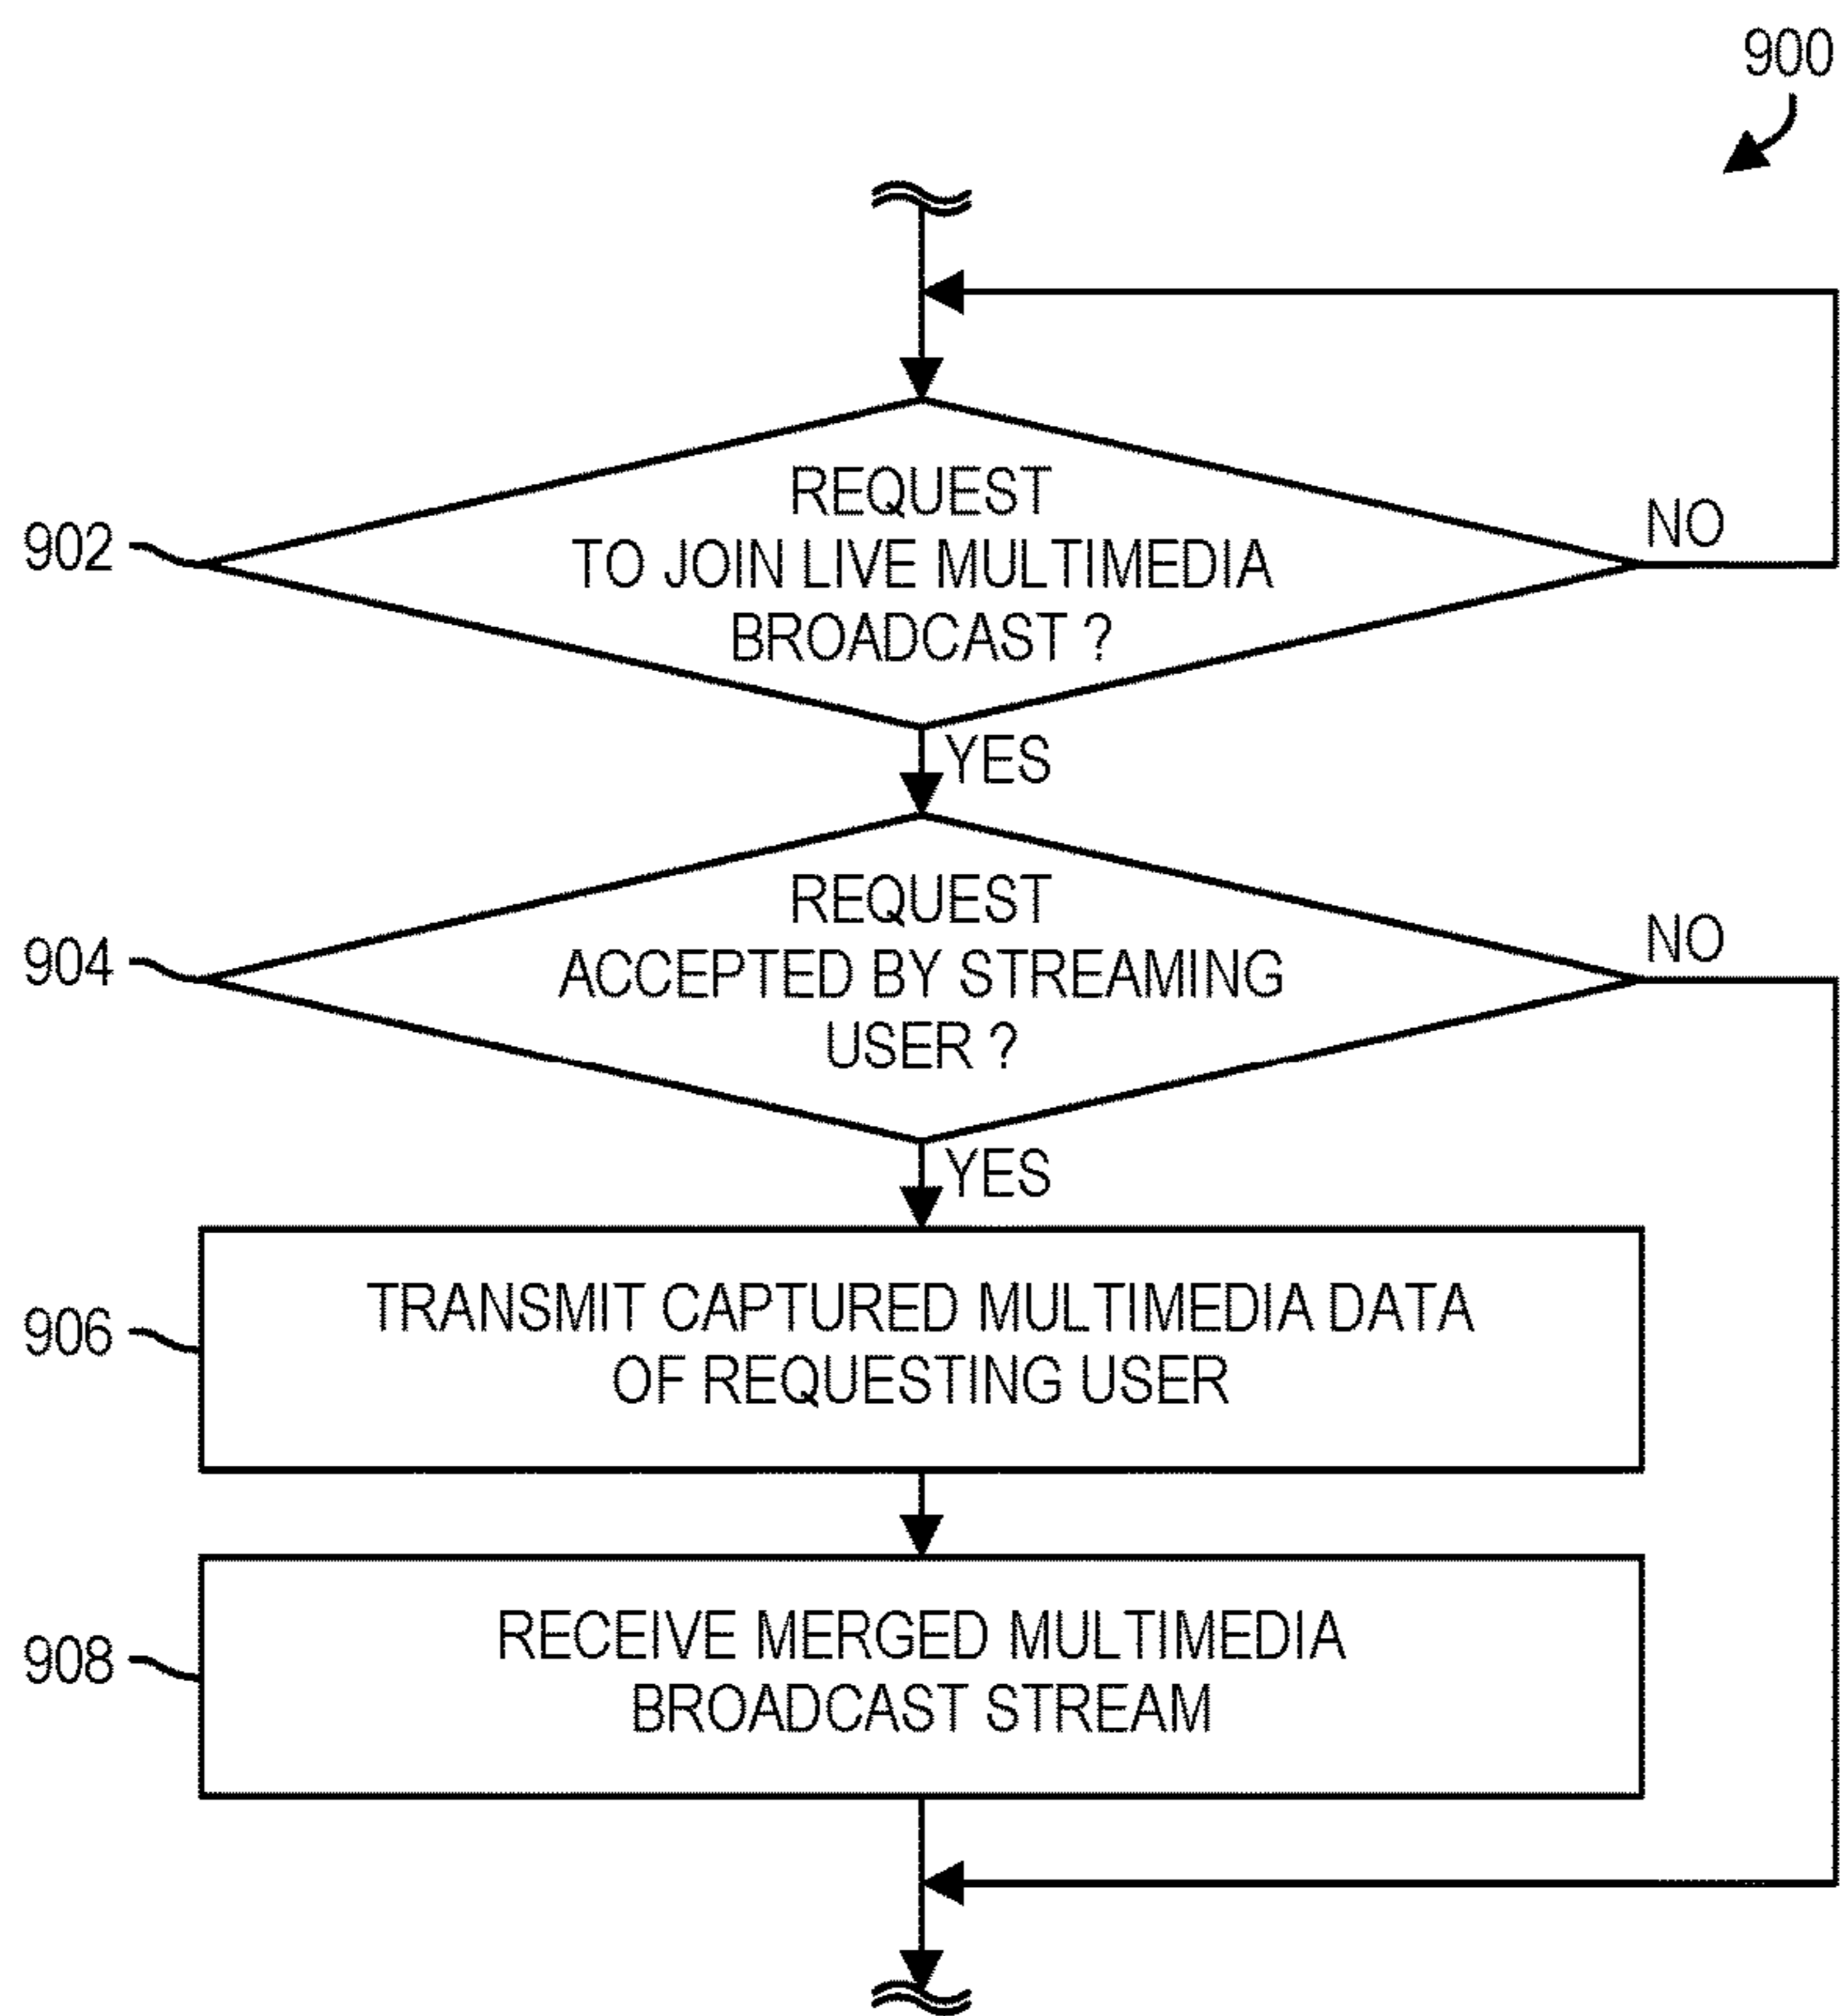 900
REQUEST
TO JOIN LIVE MULTIMEDIA
BROADCAST ?
NO
902
YES
REQUEST
ACCEPTED BY STREAMING
USER ?
NO
904
YES
TRANSMIT CAPTURED MULTIMEDIA DATA
OF REQUESTING USER
906
RECEIVE MERGED MULTIMEDIA
BROADCAST STREAM
908